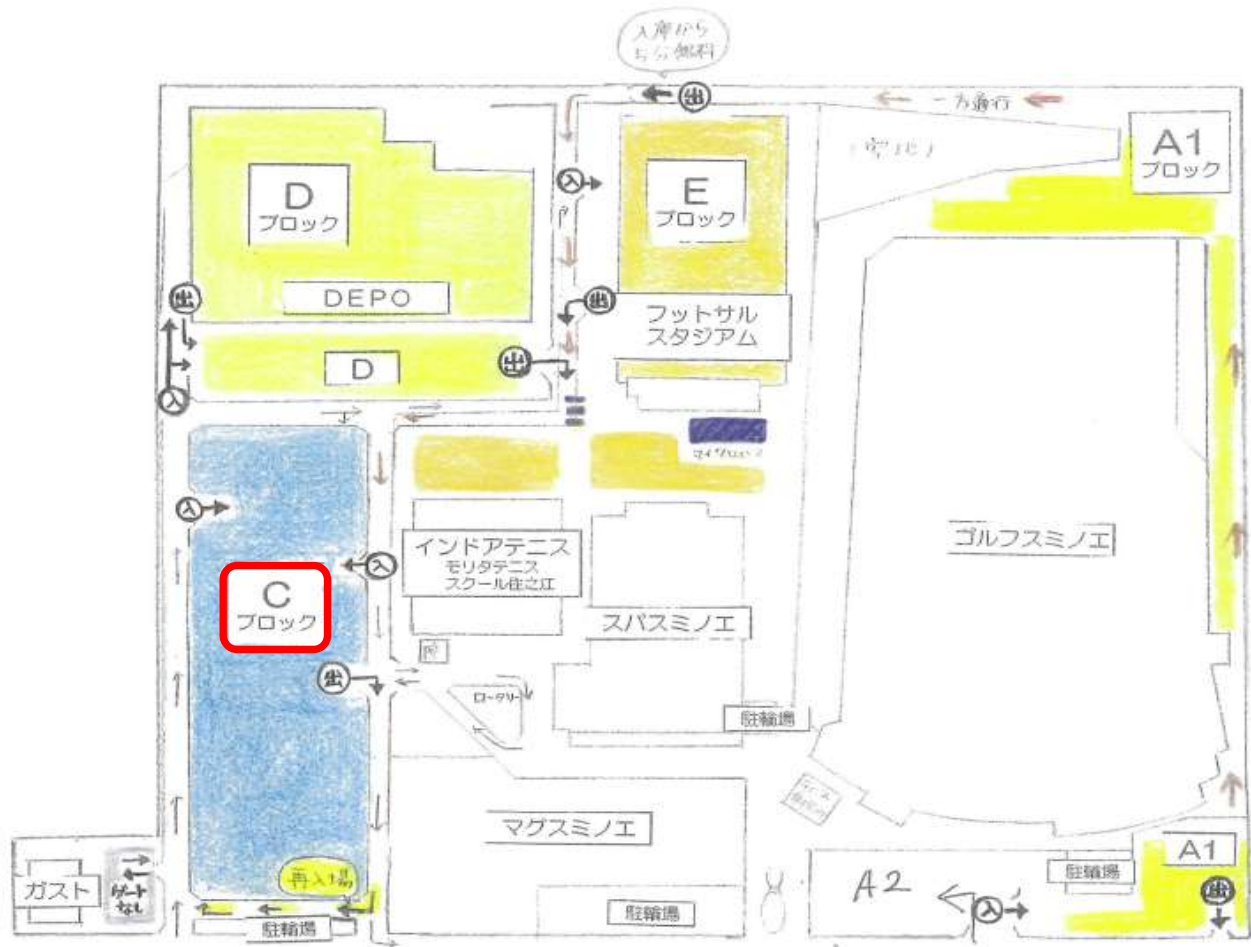 入庫から
5分無料
出
一方通行
A1
ブロック
D
ブロック
入
E
ブロック
出
DEPO
出
フットサル
スタジアム
D
出
入
入
インドアテニス
モリタテニス
スクール住之江
ゴルフスミノエ
入
C
ブロック
スパスミノエ
出
ロータリー
駐輪場
マグスミノエ
再入場
ガスト
ゲート
なし
駐輪場
駐輪場
A2
入
駐輪場
A1
出